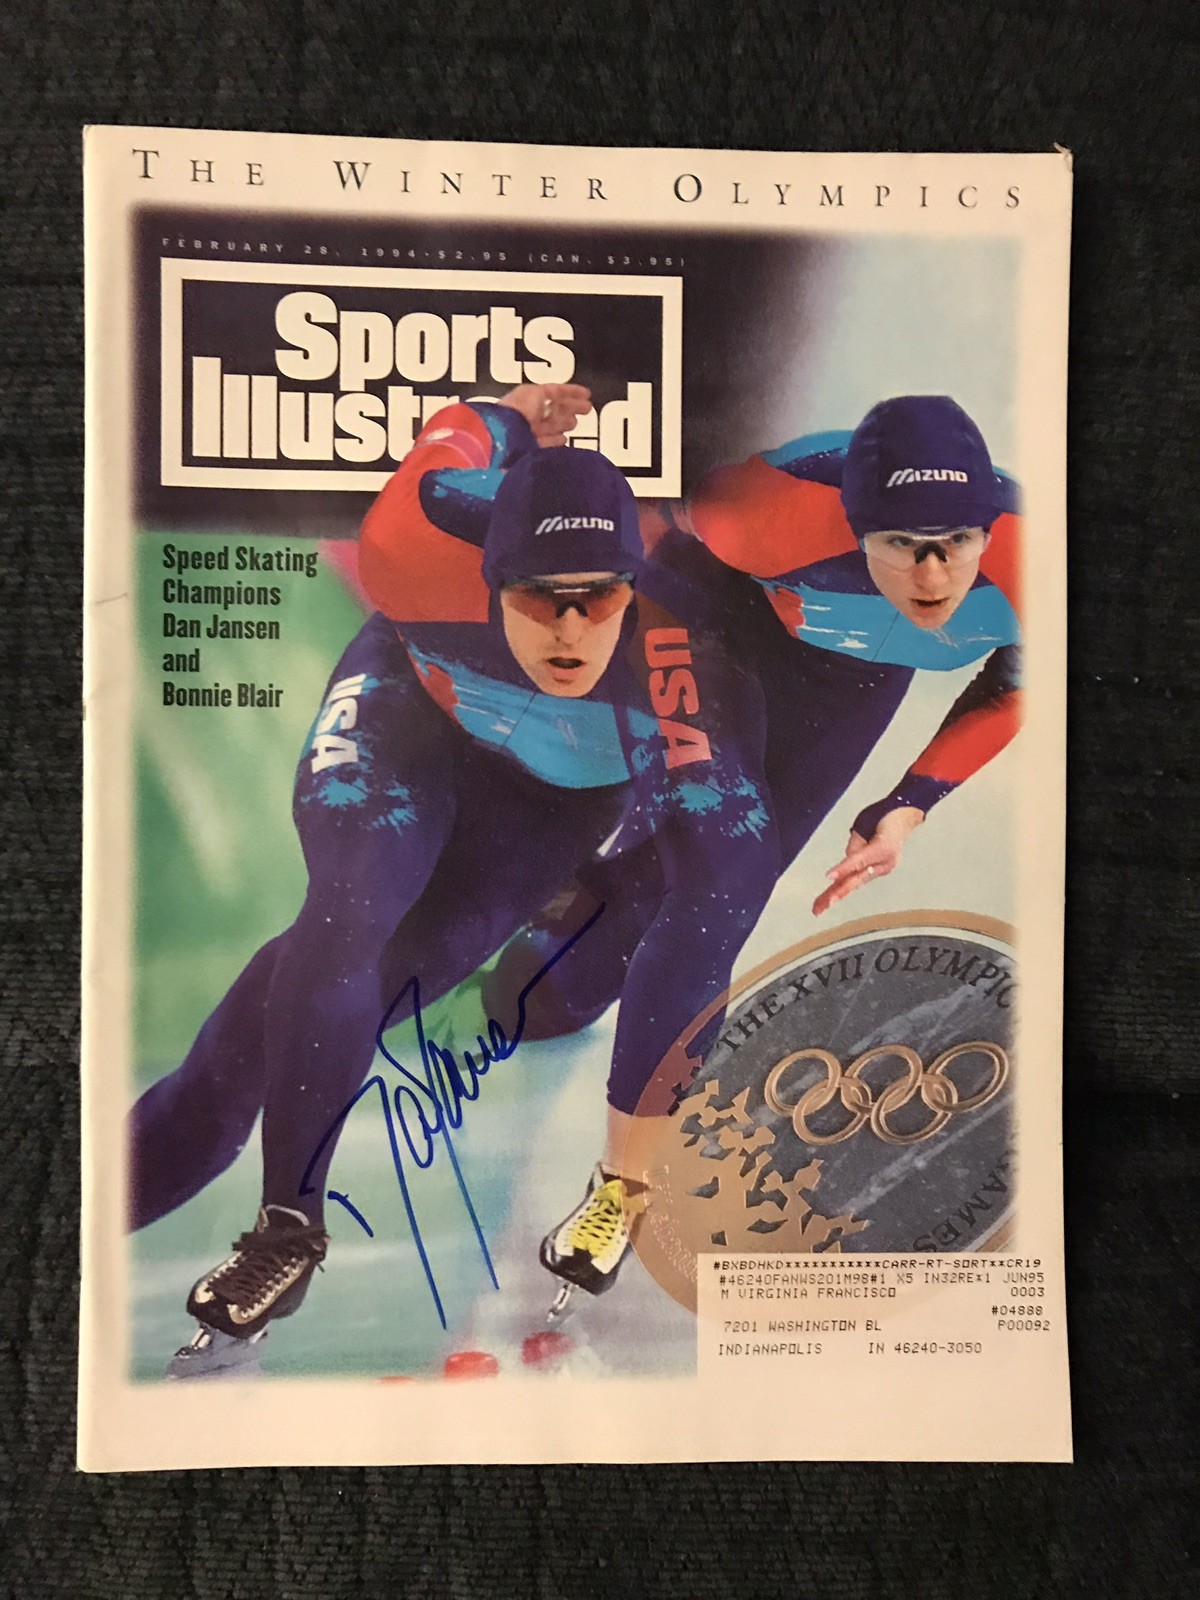 THE WINTER OLYMPICS
FEBRUARY 28, 1994 · $2.95 (CAN. $3.95)
Sports
Illustrated
MIZUNO
MIZUNO
Speed Skating
Champions
Dan Jansen
and
Bonnie Blair
USA
USA
THE XVII OLYMPIC
GAMES
#BXBDHKD***********CARR-RT-SORT**CR19
#46240FANWS201M98#1 X5 IN32RE*1 JUN95
M VIRGINIA FRANCISCO 0003
#04888
7201 WASHINGTON BL P00092
INDIANAPOLIS IN 46240-3050